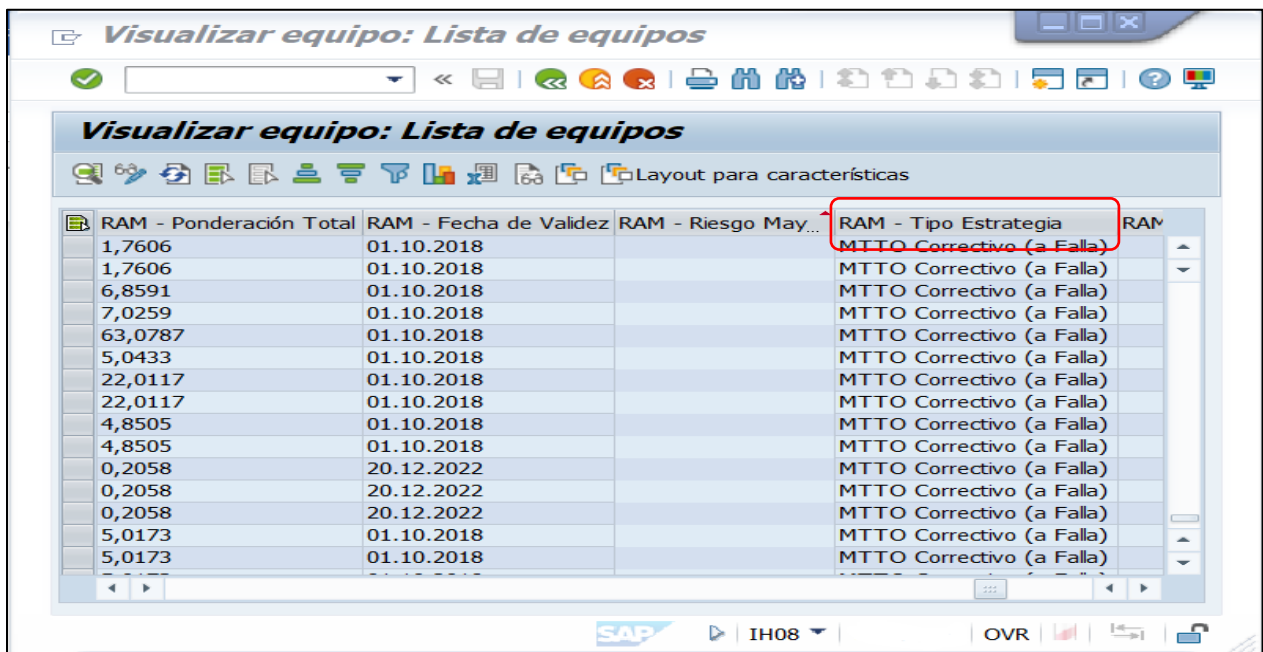 Visualizar equipo: Lista de equipos
Visualizar equipo: Lista de equipos
Layout para características
RAM - Ponderación Total RAM - Fecha de Validez RAM - Riesgo May... RAM - Tipo Estrategia RAM
1,7606 01.10.2018 MTTO Correctivo (a Falla)
1,7606 01.10.2018 MTTO Correctivo (a Falla)
6,8591 01.10.2018 MTTO Correctivo (a Falla)
7,0259 01.10.2018 MTTO Correctivo (a Falla)
63,0787 01.10.2018 MTTO Correctivo (a Falla)
5,0433 01.10.2018 MTTO Correctivo (a Falla)
22,0117 01.10.2018 MTTO Correctivo (a Falla)
22,0117 01.10.2018 MTTO Correctivo (a Falla)
4,8505 01.10.2018 MTTO Correctivo (a Falla)
4,8505 01.10.2018 MTTO Correctivo (a Falla)
0,2058 20.12.2022 MTTO Correctivo (a Falla)
0,2058 20.12.2022 MTTO Correctivo (a Falla)
0,2058 20.12.2022 MTTO Correctivo (a Falla)
5,0173 01.10.2018 MTTO Correctivo (a Falla)
5,0173 01.10.2018 MTTO Correctivo (a Falla)
SAP IH08 OVR